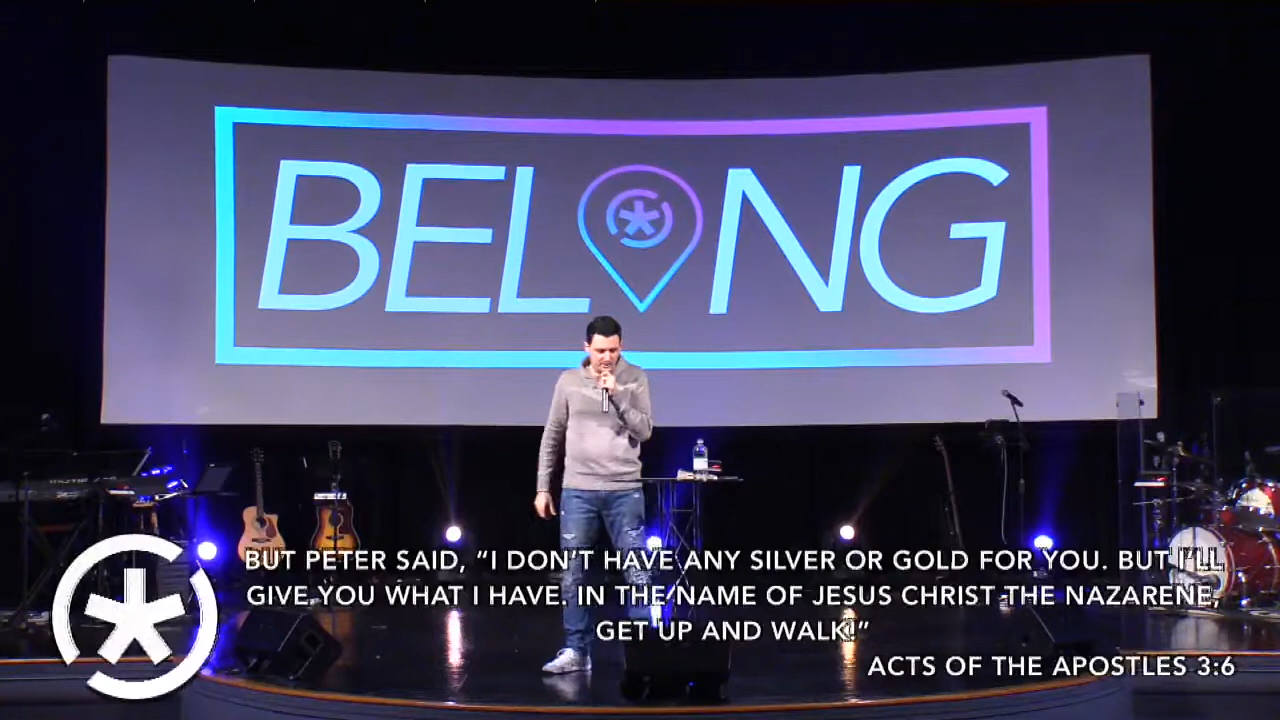 BELONG
BUT PETER SAID, “I DON’T HAVE ANY SILVER OR GOLD FOR YOU. BUT I’LL
GIVE YOU WHAT I HAVE. IN THE NAME OF JESUS CHRIST THE NAZARENE,
GET UP AND WALK!”
ACTS OF THE APOSTLES 3:6